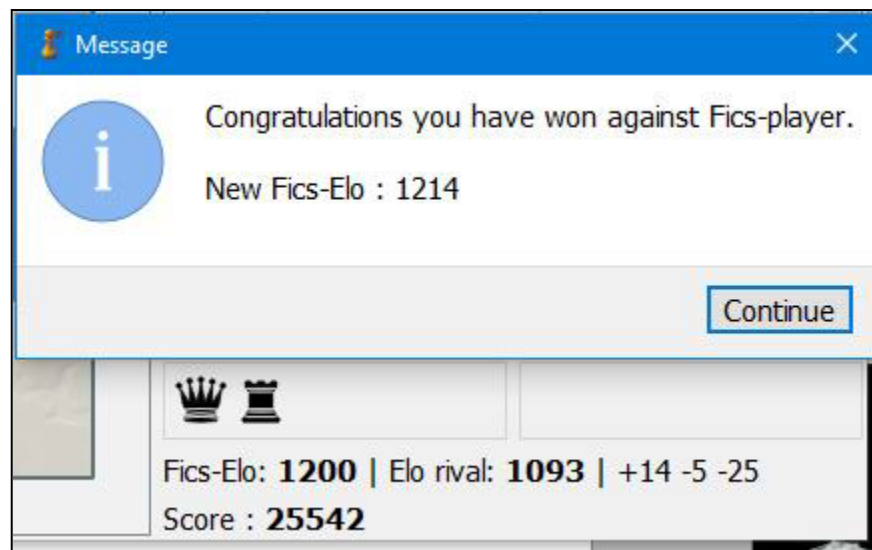 Message
Congratulations you have won against Fics-player.
New Fics-Elo : 1214
Continue
Fics-Elo: 1200 | Elo rival: 1093 | +14 -5 -25
Score : 25542